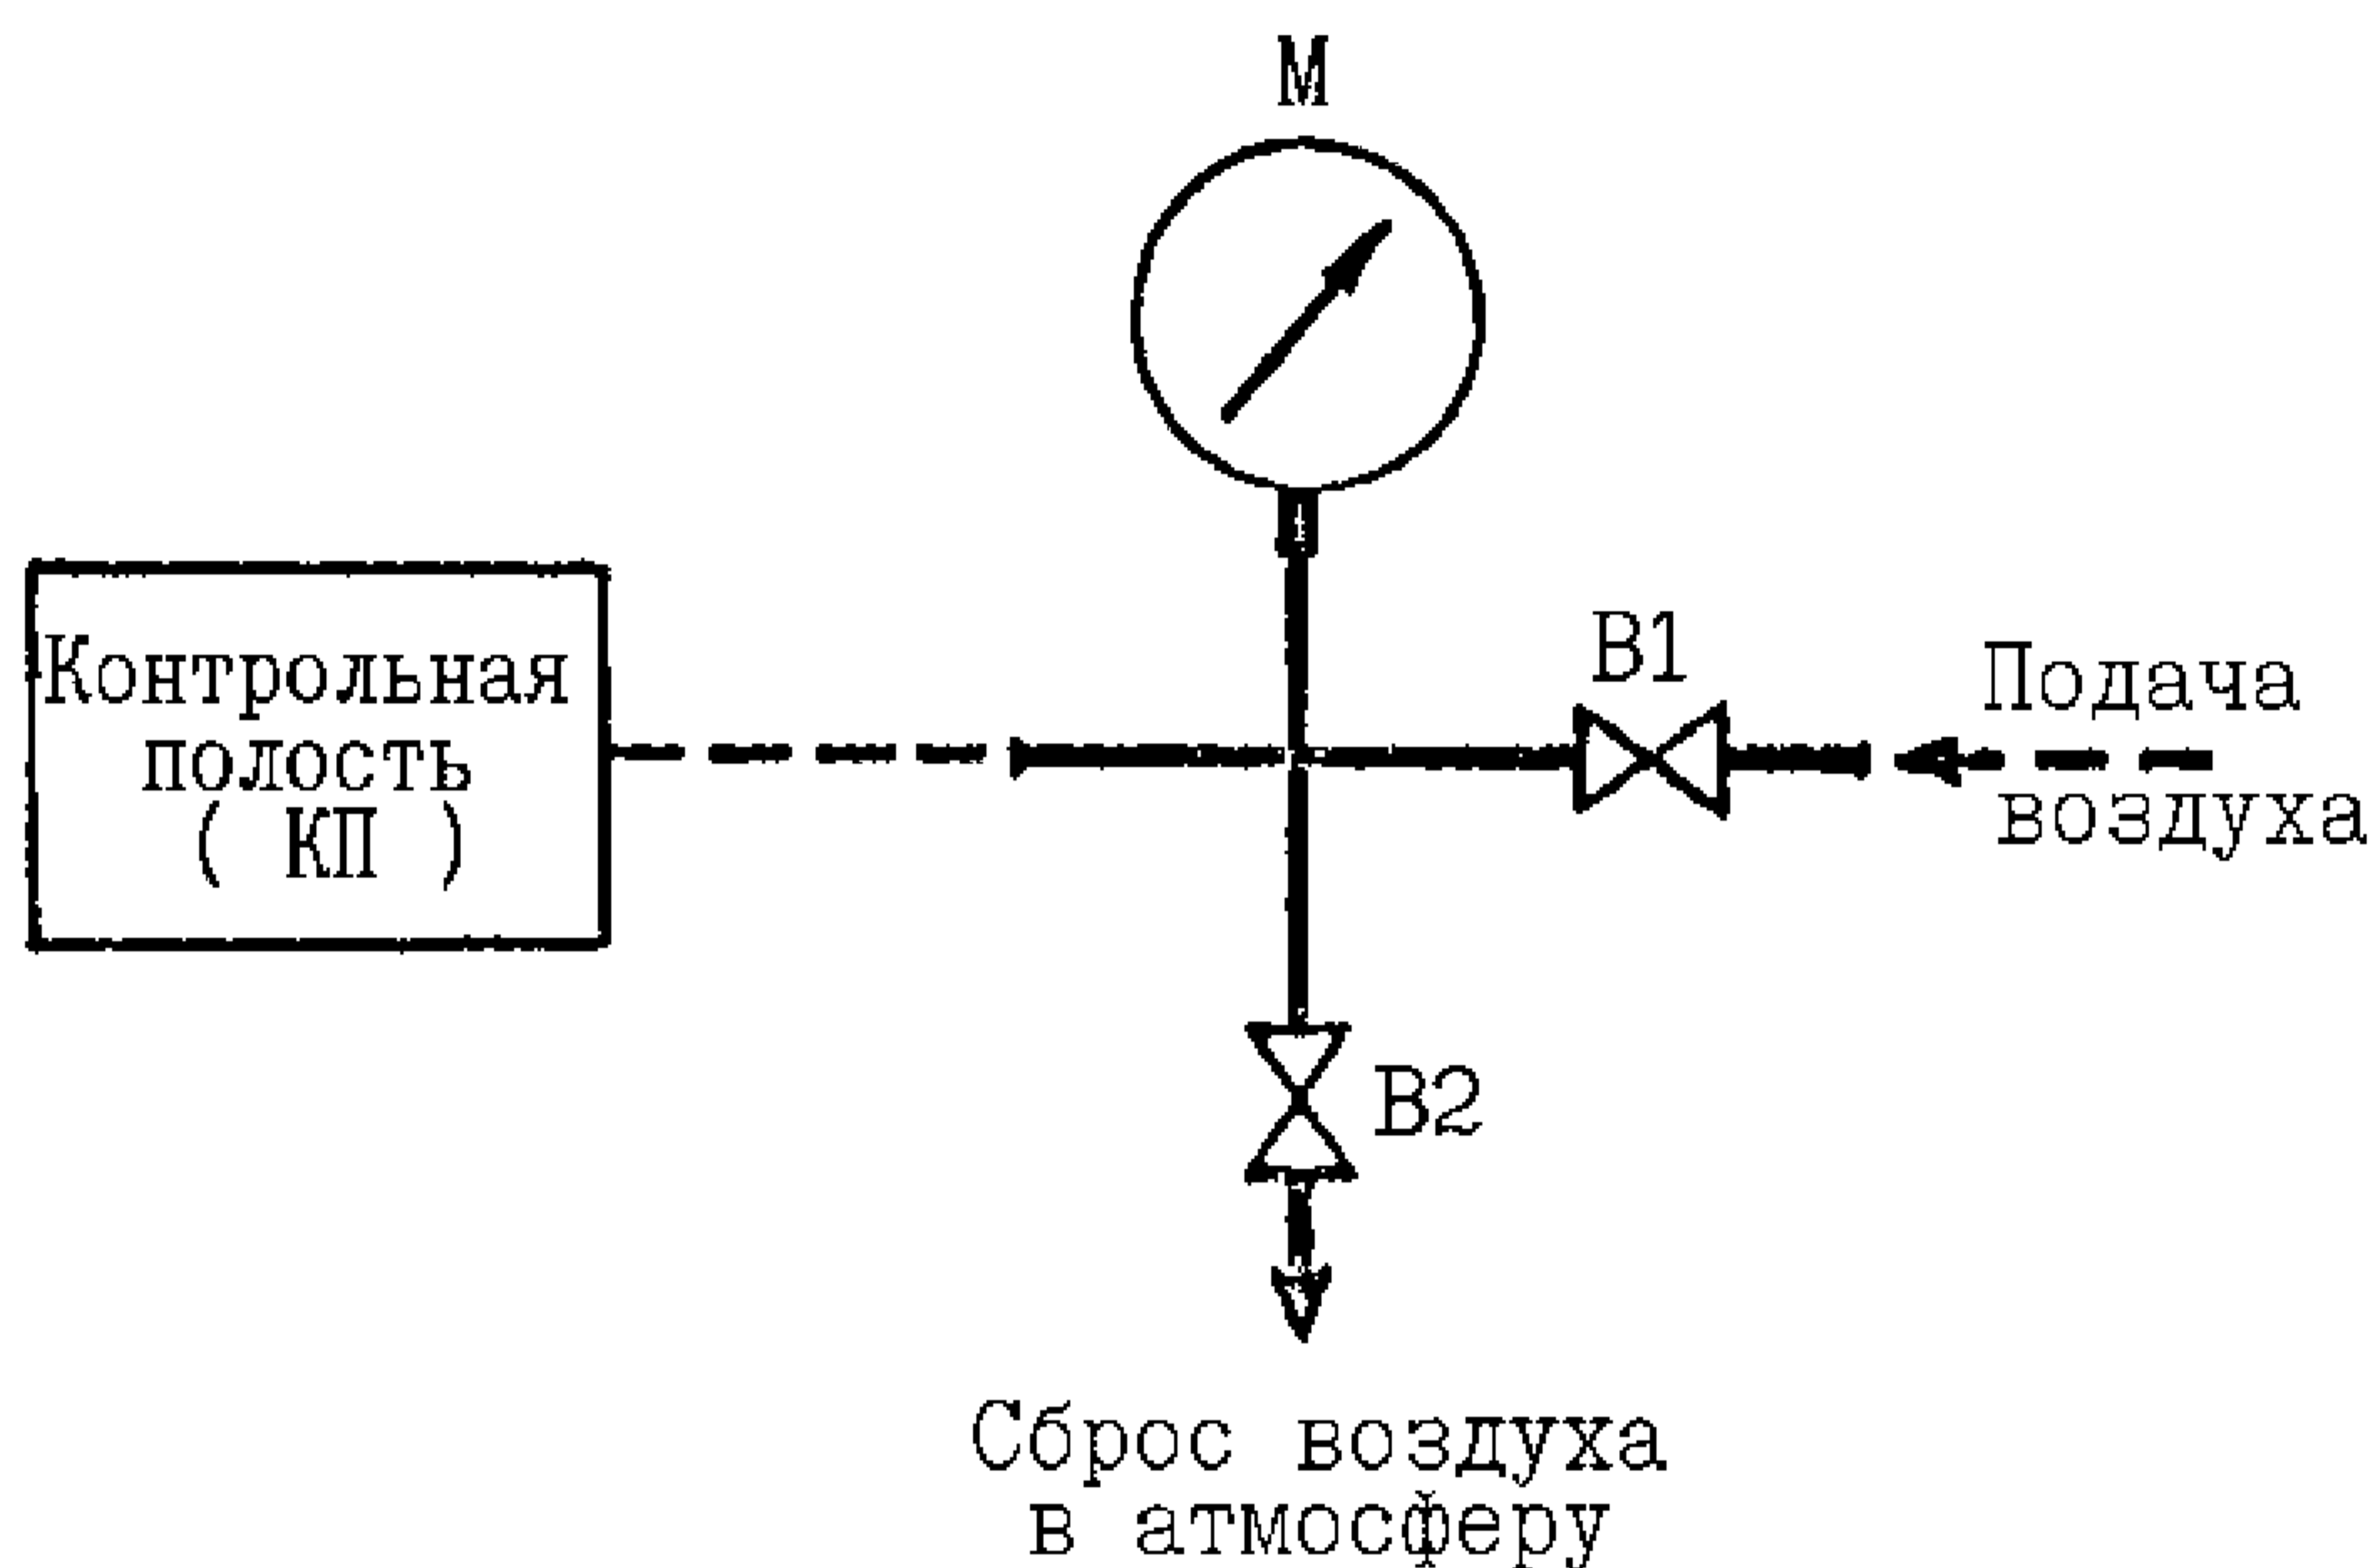 М
Контрольная
полость
( КП )
В1
Подача
воздуха
В2
Сброс воздуха
в атмосферу